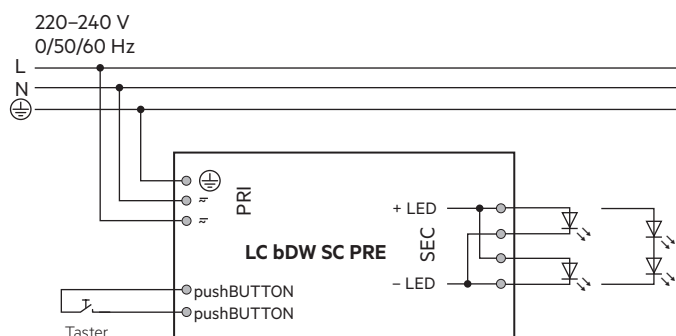 220–240 V
0/50/60 Hz
L
N
PRI
+ LED
SEC
LC bDW SC PRE
– LED
pushBUTTON
pushBUTTON
Taster